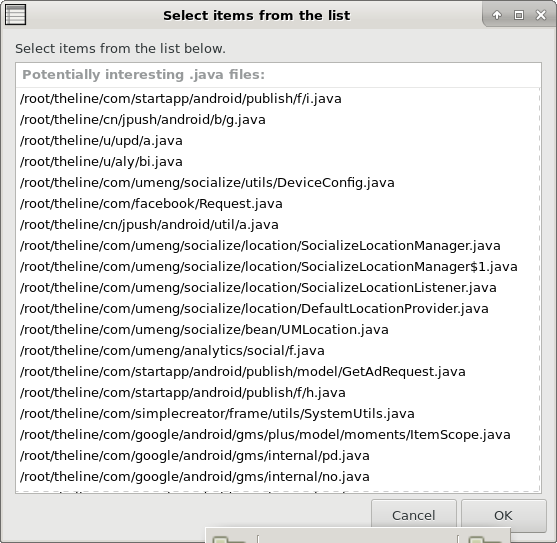 Select items from the list
Select items from the list below.
Potentially interesting .java files:
/root/theline/com/startapp/android/publish/f/i.java
/root/theline/cn/jpush/android/b/g.java
/root/theline/u/upd/a.java
/root/theline/u/aly/bi.java
/root/theline/com/umeng/socialize/utils/DeviceConfig.java
/root/theline/com/facebook/Request.java
/root/theline/cn/jpush/android/util/a.java
/root/theline/com/umeng/socialize/location/SocializeLocationManager.java
/root/theline/com/umeng/socialize/location/SocializeLocationManager$1.java
/root/theline/com/umeng/socialize/location/SocializeLocationListener.java
/root/theline/com/umeng/socialize/location/DefaultLocationProvider.java
/root/theline/com/umeng/socialize/bean/UMLocation.java
/root/theline/com/umeng/analytics/social/f.java
/root/theline/com/startapp/android/publish/model/GetAdRequest.java
/root/theline/com/startapp/android/publish/f/h.java
/root/theline/com/simplecreator/frame/utils/SystemUtils.java
/root/theline/com/google/android/gms/plus/model/moments/ItemScope.java
/root/theline/com/google/android/gms/internal/pd.java
/root/theline/com/google/android/gms/internal/no.java
Cancel
OK